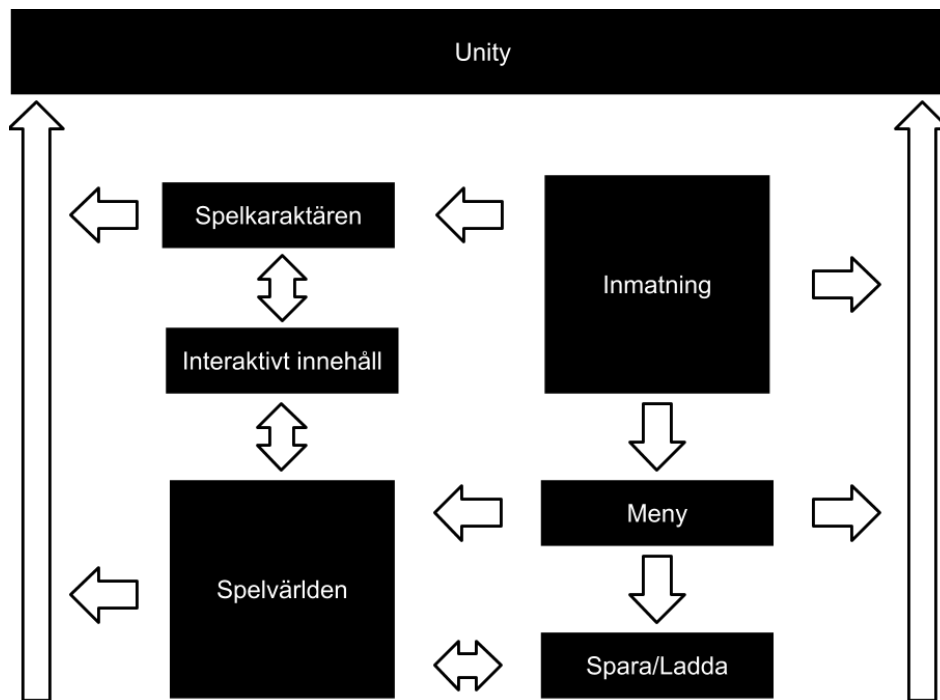 Unity
Spelkaraktären
Inmatning
Interaktivt innehåll
Meny
Spelvärlden
Spara/Ladda